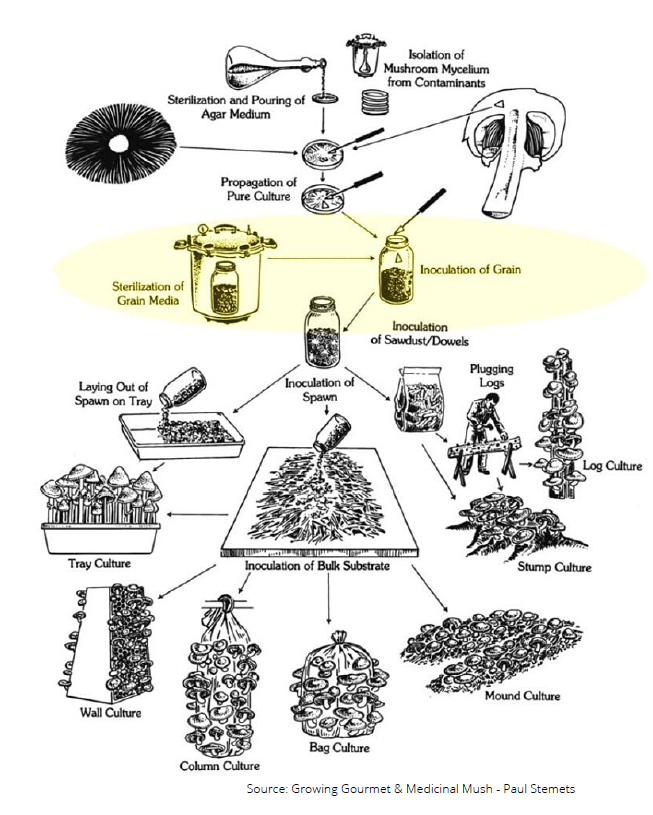 Isolation of
Mushroom Mycelium
from Contaminants
Sterilization and Pouring of
Agar Medium
Propagation of
Pure Culture
Sterilization of
Grain Media
Inoculation of Grain
Inoculation
of Sawdust/Dowels
Laying Out of
Spawn on Tray
Inoculation of
Spawn
Plugging
Logs
Log Culture
Tray Culture
Inoculation of Bulk Substrate
Stump Culture
Wall Culture
Column Culture
Bag Culture
Mound Culture
Source: Growing Gourmet & Medicinal Mush - Paul Stemets